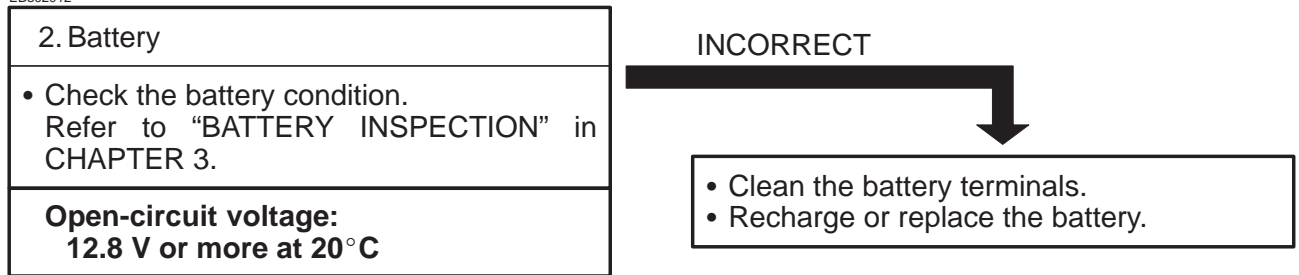 2. Battery
• Check the battery condition.
Refer to “BATTERY INSPECTION” in
CHAPTER 3.
Open-circuit voltage:
12.8 V or more at 20°C
INCORRECT
• Clean the battery terminals.
• Recharge or replace the battery.